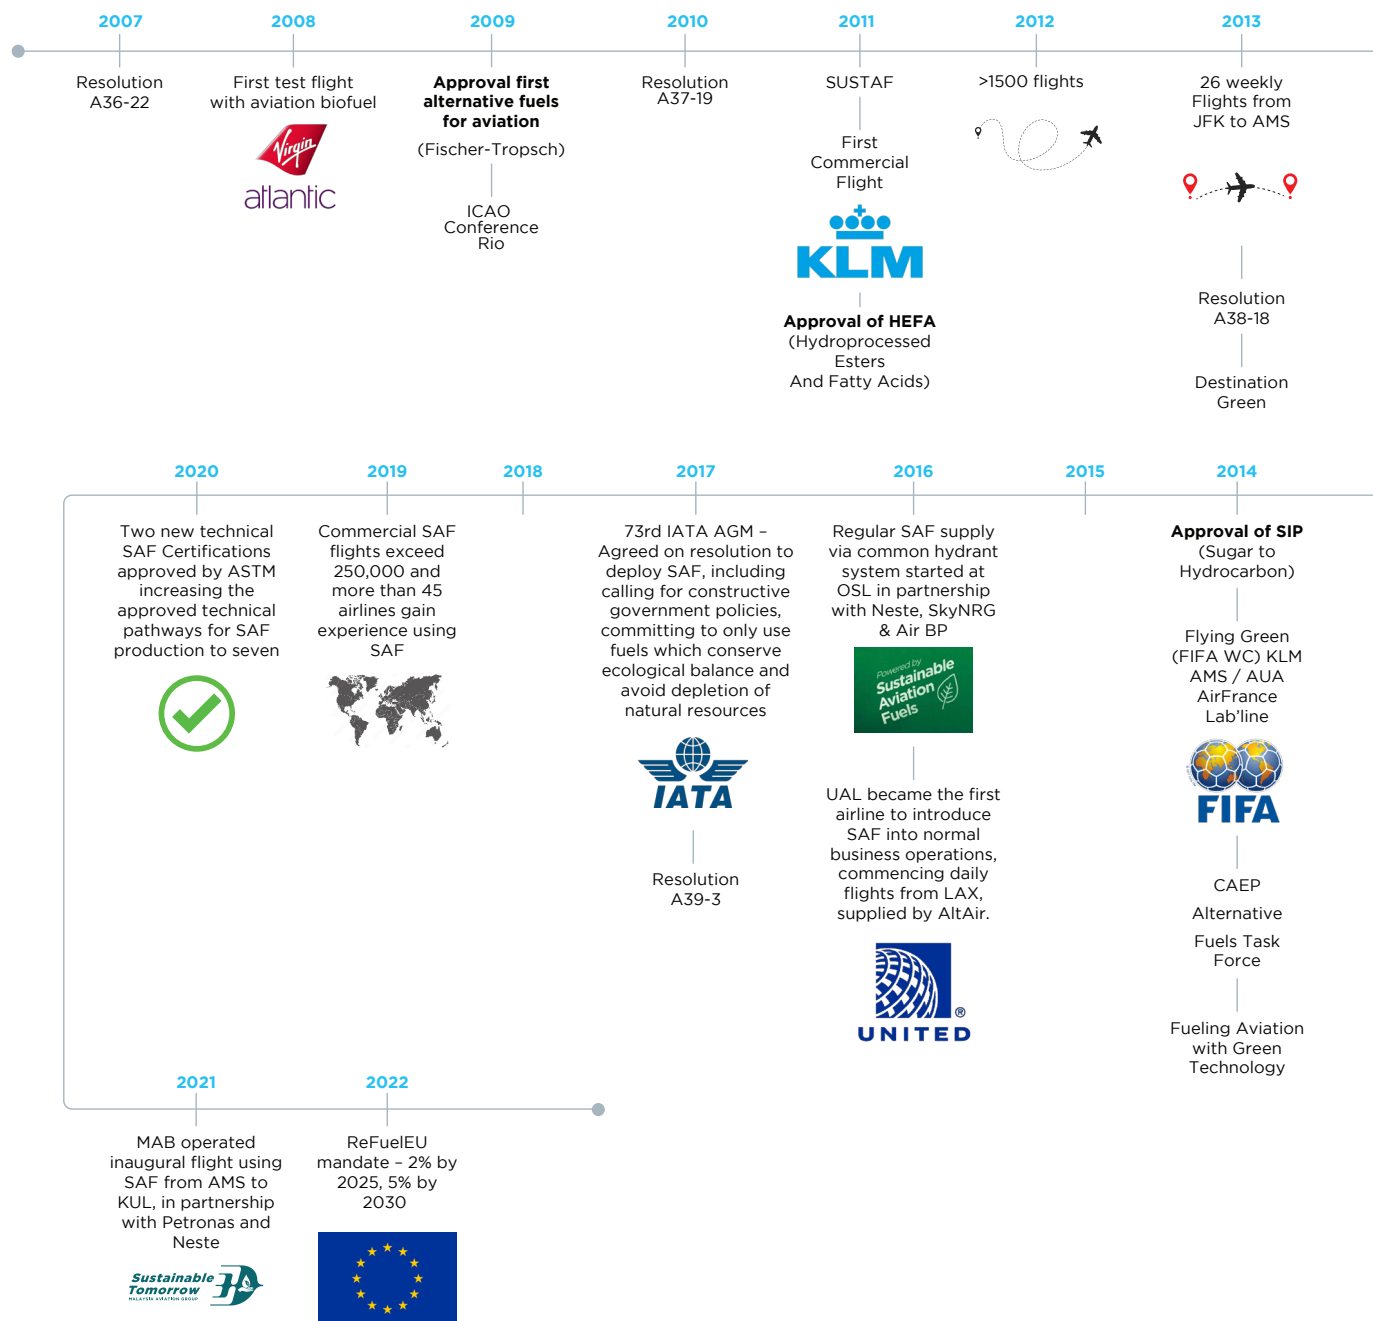 2007
Resolution
A36-22
2008
First test flight
with aviation biofuel
Virgin
atlantic
2009
Approval first
alternative fuels
for aviation
(Fischer-Tropsch)
ICAO
Conference
Rio
2010
Resolution
A37-19
2011
SUSTAF
First
Commercial
Flight
KLM
Approval of HEFA
(Hydroprocessed
Esters
And Fatty Acids)
2012
>1500 flights
2013
26 weekly
Flights from
JFK to AMS
Resolution
A38-18
Destination
Green
2014
Approval of SIP
(Sugar to
Hydrocarbon)
Flying Green
(FIFA WC) KLM
AMS / AUA
AirFrance
Lab'line
FIFA
CAEP
Alternative
Fuels Task
Force
Fueling Aviation
with Green
Technology
2015
2016
Regular SAF supply
via common hydrant
system started at
OSL in partnership
with Neste, SkyNRG
& Air BP
Powered by
Sustainable
Aviation
Fuels
UAL became the first
airline to introduce
SAF into normal
business operations,
commencing daily
flights from LAX,
supplied by AltAir.
®
UNITED
2017
73rd IATA AGM –
Agreed on resolution to
deploy SAF, including
calling for constructive
government policies,
committing to only use
fuels which conserve
ecological balance and
avoid depletion of
natural resources
IATA
Resolution
A39-3
2018
2019
Commercial SAF
flights exceed
250,000 and
more than 45
airlines gain
experience using
SAF
2020
Two new technical
SAF Certifications
approved by ASTM
increasing the
approved technical
pathways for SAF
production to seven
2021
MAB operated
inaugural flight using
SAF from AMS to
KUL, in partnership
with Petronas and
Neste
Sustainable
Tomorrow
MALAYSIA AVIATION GROUP
2022
ReFuelEU
mandate – 2% by
2025, 5% by
2030